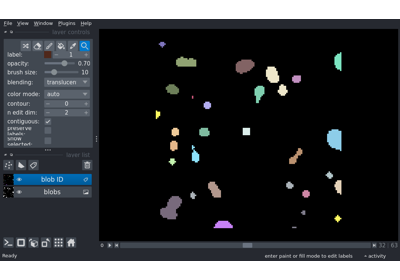 File View Window Plugins Help
layer controls
label: 1
opacity: 0.70
brush size: 10
blending: translucen
color mode: auto
contour: 0
n edit dim: 2
contiguous:
preserve labels:
show selected:
layer list
blob ID
blobs
0 32 63
enter paint or fill mode to edit labels activity
Ready